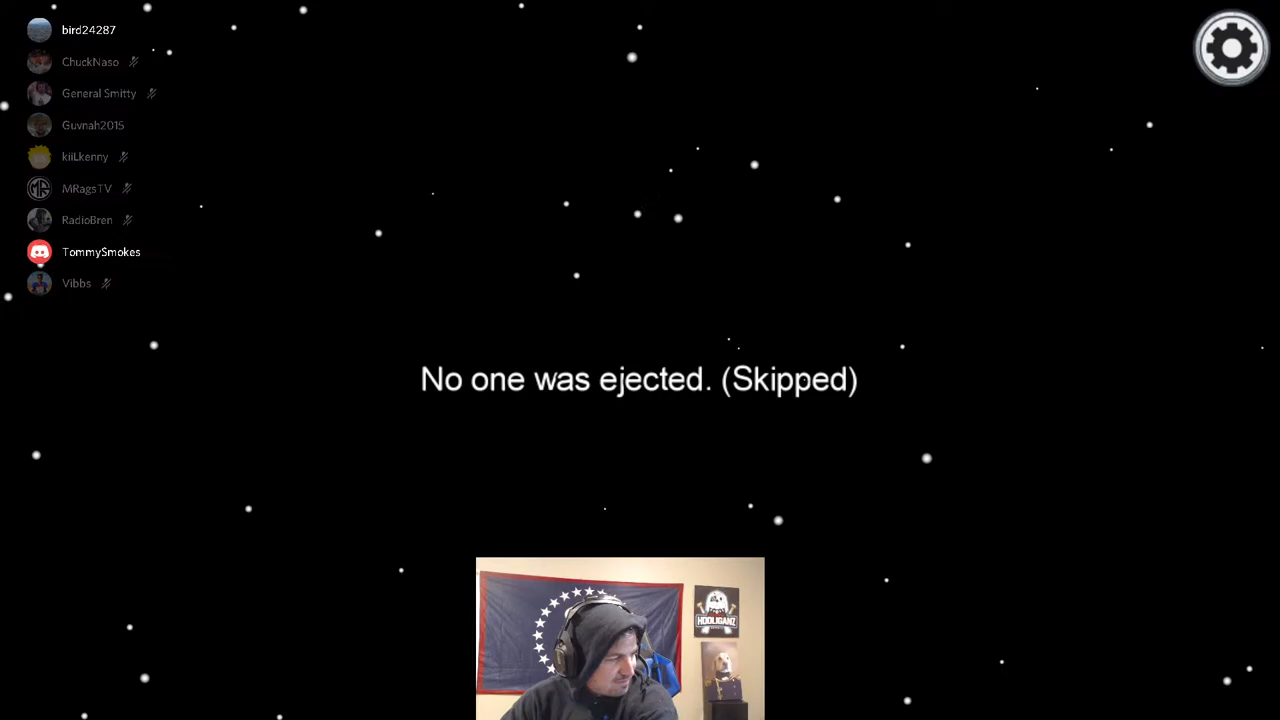 bird24287
ChuckNaso
General Smitty
Guvnah2015
kiiLkenny
MRagsTV
RadioBren
TommySmokes
Vibbs
No one was ejected. (Skipped)
HOOLIGANZ